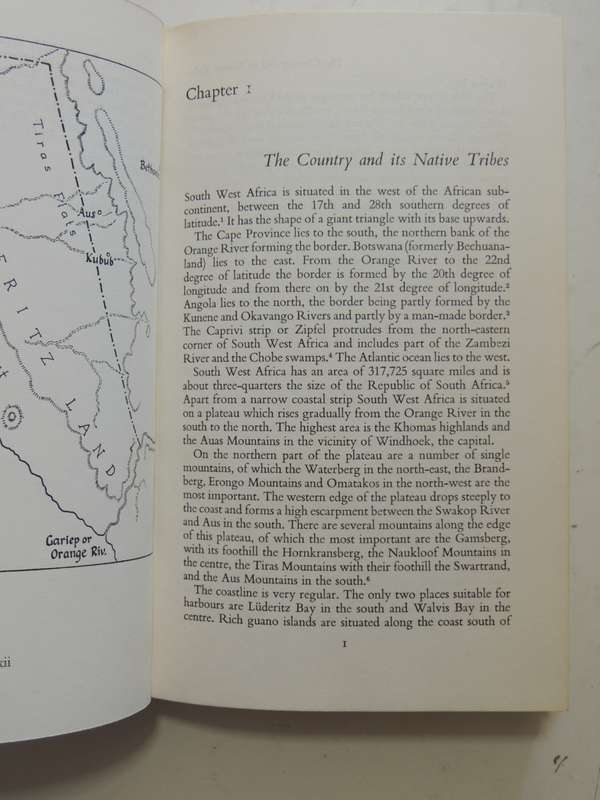 Tiras
Flats
Bethan
Aus
Kubub
ERITZ
LAND
Gariep or
Orange Riv.
xii
Chapter 1
The Country and its Native Tribes
South West Africa is situated in the west of the African sub-
continent, between the 17th and 28th southern degrees of
latitude.¹ It has the shape of a giant triangle with its base upwards.
The Cape Province lies to the south, the northern bank of the
Orange River forming the border. Botswana (formerly Bechuana-
land) lies to the east. From the Orange River to the 22nd
degree of latitude the border is formed by the 20th degree of
longitude and from there on by the 21st degree of longitude.²
Angola lies to the north, the border being partly formed by the
Kunene and Okavango Rivers and partly by a man-made border.³
The Caprivi strip or Zipfel protrudes from the north-eastern
corner of South West Africa and includes part of the Zambezi
River and the Chobe swamps.⁴ The Atlantic ocean lies to the west.
South West Africa has an area of 317,725 square miles and is
about three-quarters the size of the Republic of South Africa.⁵
Apart from a narrow coastal strip South West Africa is situated
on a plateau which rises gradually from the Orange River in the
south to the north. The highest area is the Khomas highlands and
the Auas Mountains in the vicinity of Windhoek, the capital.
On the northern part of the plateau are a number of single
mountains, of which the Waterberg in the north-east, the Brand-
berg, Erongo Mountains and Omatakos in the north-west are the
most important. The western edge of the plateau drops steeply to
the coast and forms a high escarpment between the Swakop River
and Aus in the south. There are several mountains along the edge
of this plateau, of which the most important are the Gamsberg,
with its foothill the Hornkransberg, the Naukloof Mountains in
the centre, the Tiras Mountains with their foothill the Swartrand,
and the Aus Mountains in the south.⁶
The coastline is very regular. The only two places suitable for
harbours are Lüderitz Bay in the south and Walvis Bay in the
centre. Rich guano islands are situated along the coast south of
1